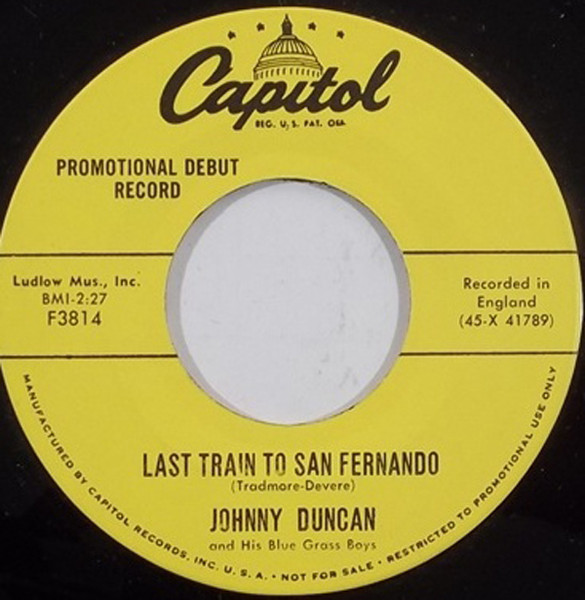 Capitol
REG. U.S. PAT. OFF.
PROMOTIONAL DEBUT
RECORD
Ludlow Mus., Inc.
BMI-2:27
F3814
Recorded in
England
(45-X 41789)
LAST TRAIN TO SAN FERNANDO
(Tradmore-Devere)
JOHNNY DUNCAN
and His Blue Grass Boys
MANUFACTURED BY CAPITOL RECORDS, INC. U. S. A. • NOT FOR SALE • RESTRICTED TO PROMOTIONAL USE ONLY